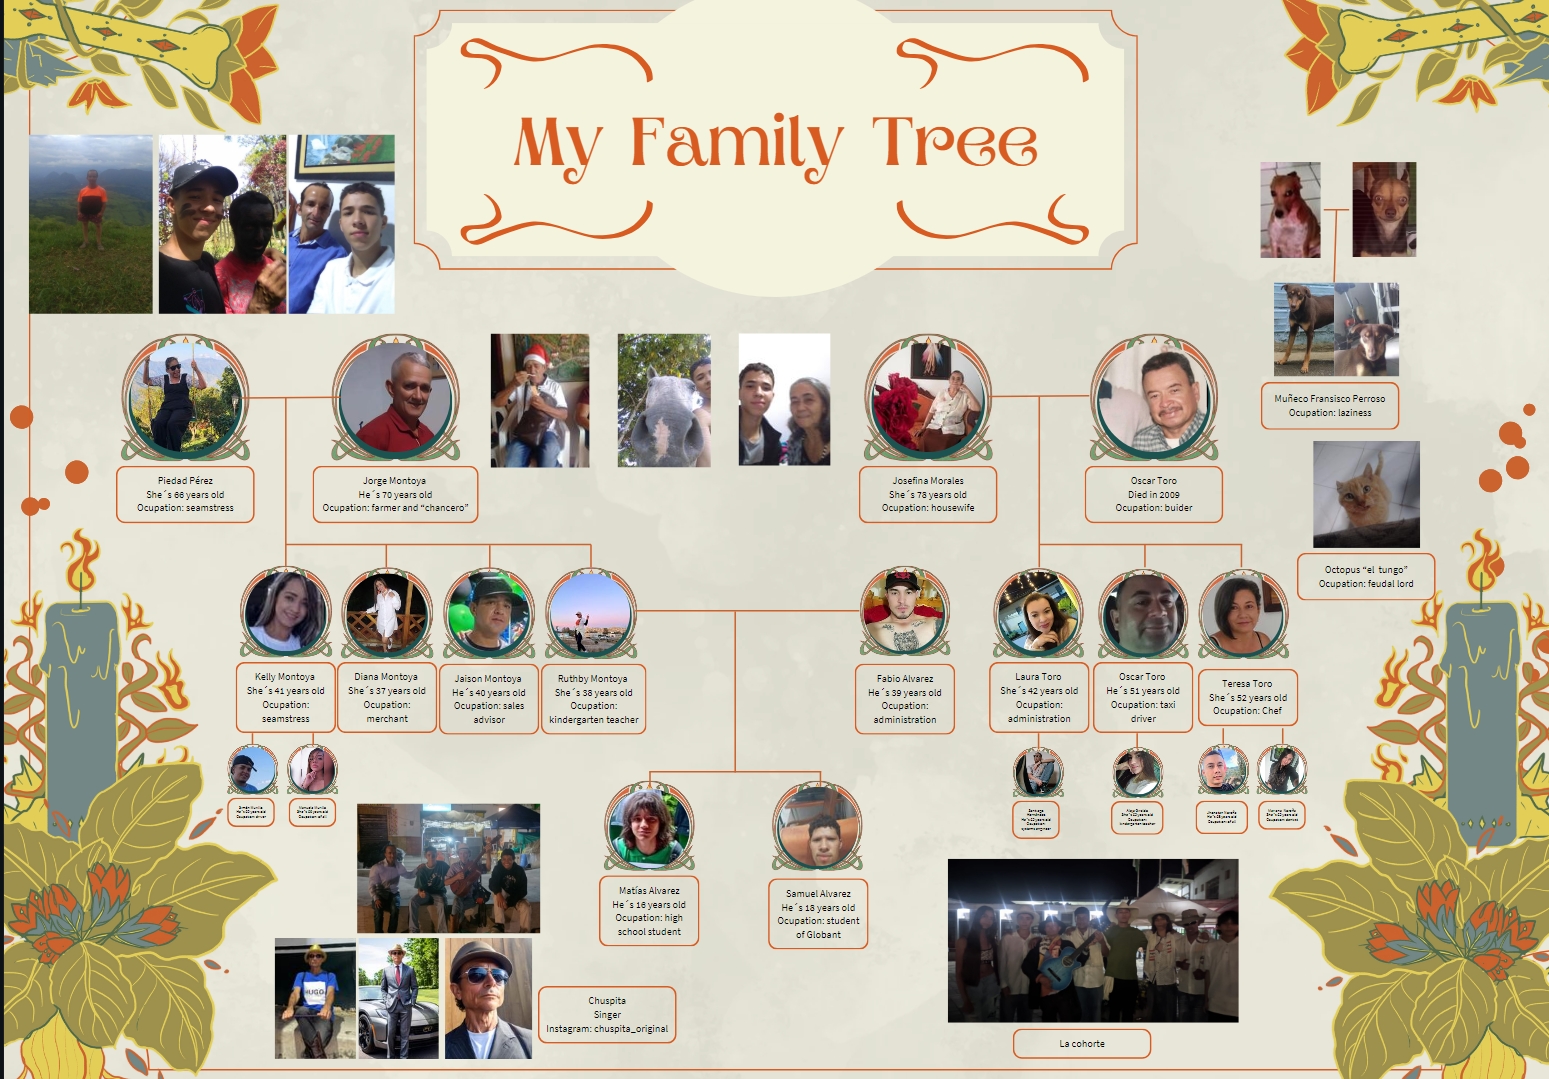 My Family Tree
Muñeco Fransisco Perroso
Ocupation: laziness
Piedad Pérez
She´s 66 years old
Ocupation: seamstress
Jorge Montoya
He´s 70 years old
Ocupation: farmer and “chancero”
Josefina Morales
She´s 78 years old
Ocupation: housewife
Oscar Toro
Died in 2009
Ocupation: buider
Octopus “el tungo”
Ocupation: feudal lord
Kelly Montoya
She´s 41 years old
Ocupation:
seamstress
Diana Montoya
She´s 37 years old
Ocupation:
merchant
Jaison Montoya
He´s 40 years old
Ocupation: sales
advisor
Ruthby Montoya
She´s 38 years old
Ocupation:
kindergarten teacher
Fabio Alvarez
He´s 39 years old
Ocupation:
administration
Laura Toro
She´s 42 years old
Ocupation:
administration
Oscar Toro
He´s 51 years old
Ocupation: taxi
driver
Teresa Toro
She´s 52 years old
Ocupation: Chef
Matías Alvarez
He´s 16 years old
Ocupation: high
school student
Samuel Alvarez
He´s 18 years old
Ocupation: student
of Globant
HUGO
Chuspita
Singer
Instagram: chuspita_original
La cohorte